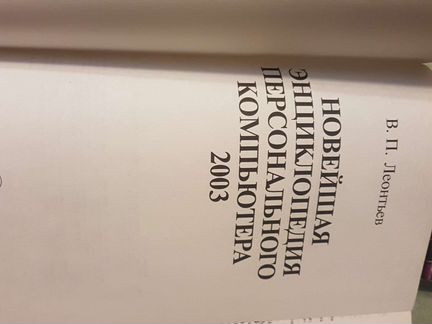 В. П. Леонтьев
НОВЕЙШАЯ
ЭНЦИКЛОПЕДИЯ
ПЕРСОНАЛЬНОГО
КОМПЬЮТЕРА
2003